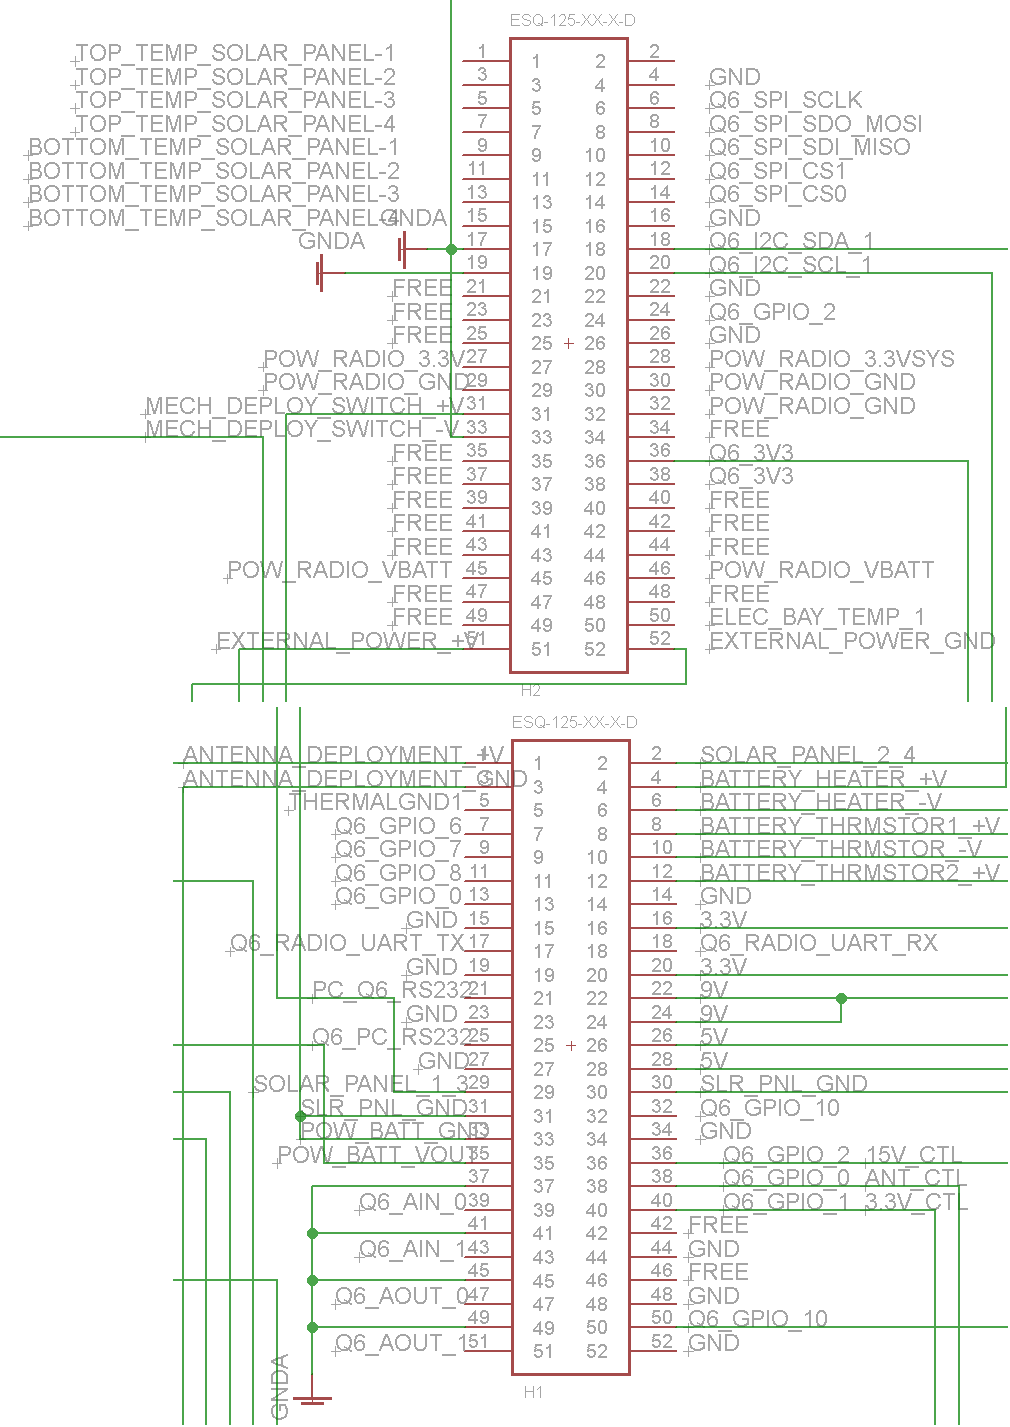 ESQ-125-XX-X-D
1 1 2 2
TOP_TEMP_SOLAR_PANEL-1
3 3 4 4 GND
TOP_TEMP_SOLAR_PANEL-2
5 5 6 6 Q6_SPI_SCLK
TOP_TEMP_SOLAR_PANEL-3
7 7 8 8 Q6_SPI_SDO_MOSI
TOP_TEMP_SOLAR_PANEL-4
9 9 10 10 Q6_SPI_SDI_MISO
BOTTOM_TEMP_SOLAR_PANEL-1
11 11 12 12 Q6_SPI_CS1
BOTTOM_TEMP_SOLAR_PANEL-2
13 13 14 14 Q6_SPI_CS0
BOTTOM_TEMP_SOLAR_PANEL-3
15 15 16 16 GND
BOTTOM_TEMP_SOLAR_PANEL-4
GNDA 17 17 18 18 Q6_I2C_SDA_1
GNDA 19 19 20 20 Q6_I2C_SCL_1
FREE 21 21 22 22 GND
FREE 23 23 24 24 Q6_GPIO_2
FREE 25 25 26 26 GND
POW_RADIO_3.3V 27 27 28 28 POW_RADIO_3.3VSYS
POW_RADIO_GND 29 29 30 30 POW_RADIO_GND
MECH_DEPLOY_SWITCH_+V 31 31 32 32 POW_RADIO_GND
MECH_DEPLOY_SWITCH_-V 33 33 34 34 FREE
FREE 35 35 36 36 Q6_3V3
FREE 37 37 38 38 Q6_3V3
FREE 39 39 40 40 FREE
FREE 41 41 42 42 FREE
FREE 43 43 44 44 FREE
POW_RADIO_VBATT 45 45 46 46 POW_RADIO_VBATT
FREE 47 47 48 48 FREE
FREE 49 49 50 50 ELEC_BAY_TEMP_1
EXTERNAL_POWER_+V 51 51 52 52 EXTERNAL_POWER_GND
H2
ESQ-125-XX-X-D
ANTENNA_DEPLOYMENT_+V 1 1 2 2 SOLAR_PANEL_2_4
ANTENNA_DEPLOYMENT_GND 3 3 4 4 BATTERY_HEATER_+V
THERMALGND1 5 5 6 6 BATTERY_HEATER_-V
Q6_GPIO_6 7 7 8 8 BATTERY_THRMSTOR1_+V
Q6_GPIO_7 9 9 10 10 BATTERY_THRMSTOR_-V
Q6_GPIO_8 11 11 12 12 BATTERY_THRMSTOR2_+V
Q6_GPIO_0 13 13 14 14 GND
GND 15 15 16 16 3.3V
Q6_RADIO_UART_TX 17 17 18 18 Q6_RADIO_UART_RX
GND 19 19 20 20 3.3V
PC_Q6_RS232 21 21 22 22 9V
GND 23 23 24 24 9V
Q6_PC_RS232 25 25 26 26 5V
GND 27 27 28 28 5V
SOLAR_PANEL_1_3 29 29 30 30 SLR_PNL_GND
SLR_PNL_GND 31 31 32 32 Q6_GPIO_10
POW_BATT_GND 33 33 34 34 GND
POW_BATT_VOUT 35 35 36 36 Q6_GPIO_2_15V_CTL
37 37 38 38 Q6_GPIO_0_ANT_CTL
Q6_AIN_0 39 39 40 40 Q6_GPIO_1_3.3V_CTL
41 41 42 42 FREE
Q6_AIN_1 43 43 44 44 GND
45 45 46 46 FREE
Q6_AOUT_0 47 47 48 48 GND
49 49 50 50 Q6_GPIO_10
Q6_AOUT_1 51 51 52 52 GND
GNDA
H1